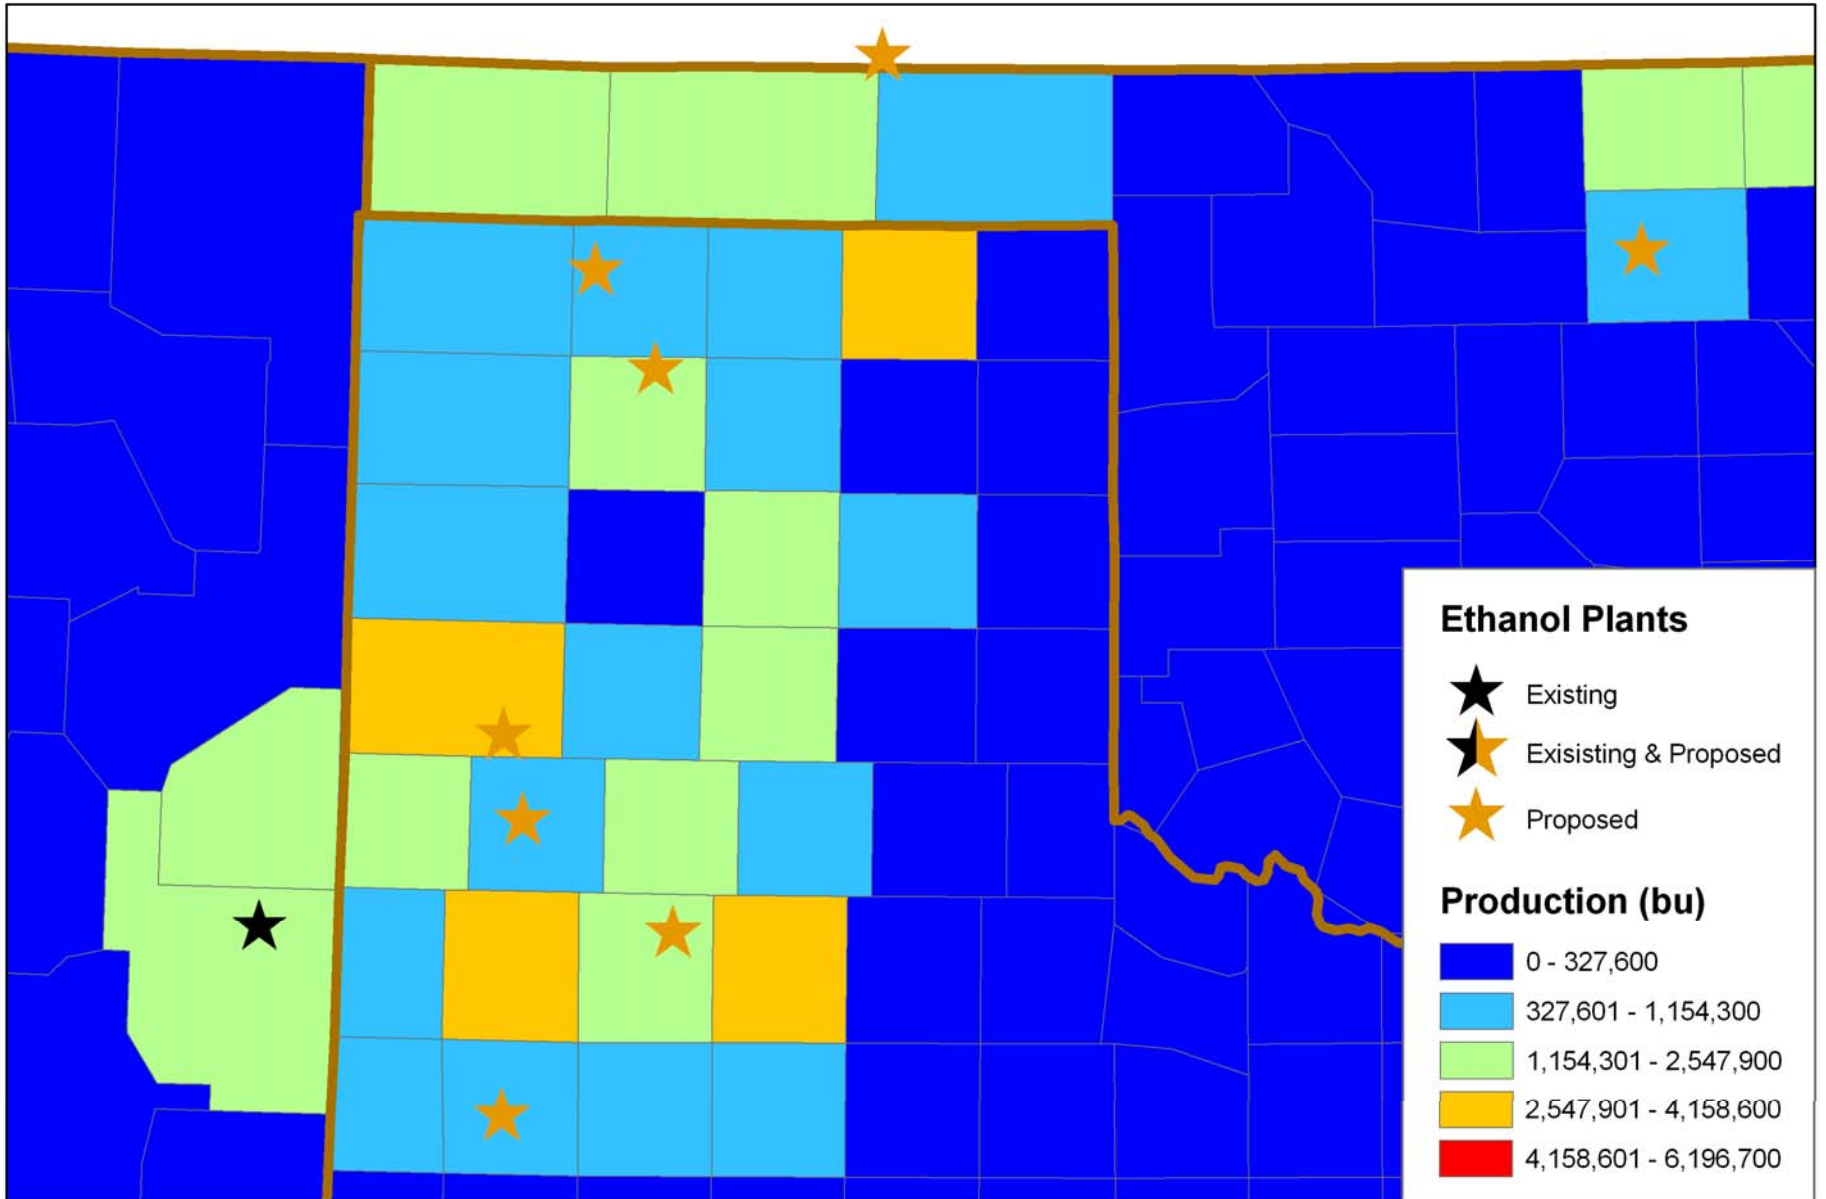 Ethanol Plants
Existing
Exisisting & Proposed
Proposed
Production (bu)
0 - 327,600
327,601 - 1,154,300
1,154,301 - 2,547,900
2,547,901 - 4,158,600
4,158,601 - 6,196,700